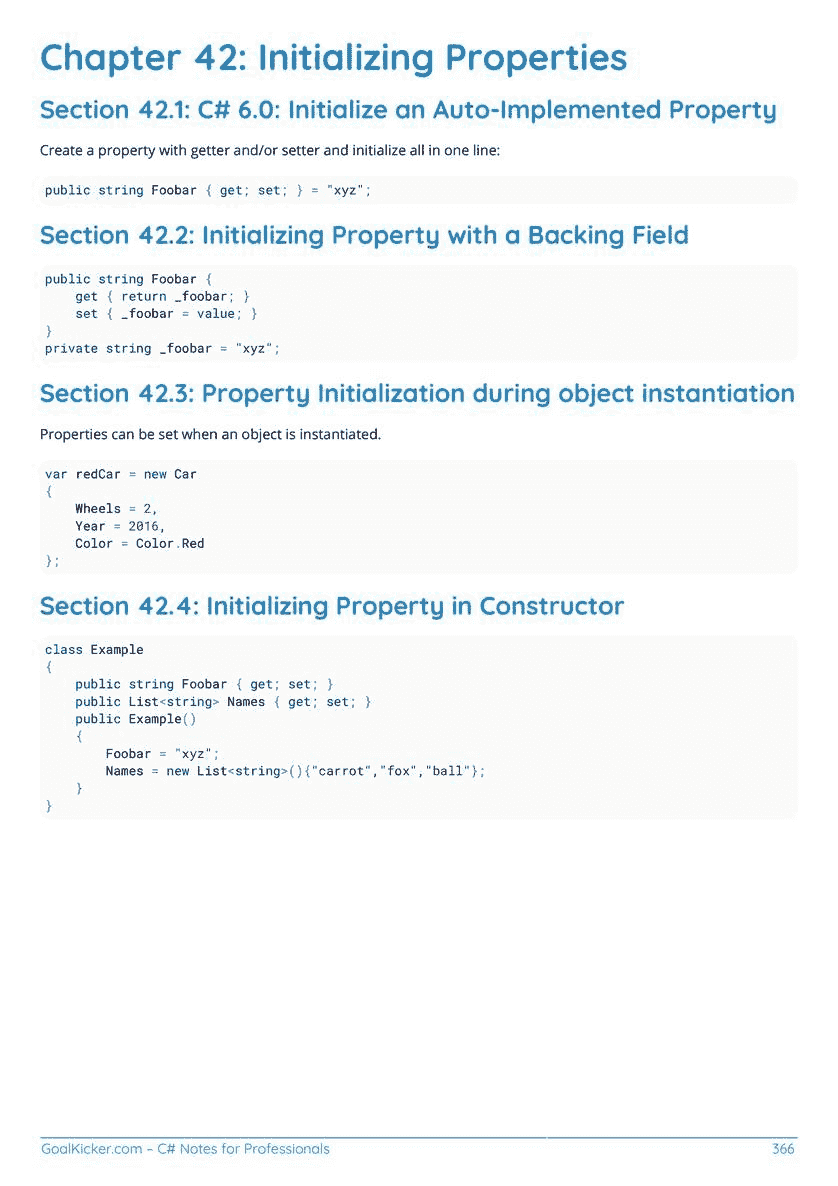 Chapter 42: Initializing Properties
Section 42.1: C# 6.0: Initialize an Auto-Implemented Property
Create a property with getter and/or setter and initialize all in one line:
public string Foobar { get; set; } = "xyz";
Section 42.2: Initializing Property with a Backing Field
public string Foobar {
    get { return _foobar; }
    set { _foobar = value; }
}
private string _foobar = "xyz";
Section 42.3: Property Initialization during object instantiation
Properties can be set when an object is instantiated.
var redCar = new Car
{
    Wheels = 2,
    Year = 2016,
    Color = Color.Red
};
Section 42.4: Initializing Property in Constructor
class Example
{
    public string Foobar { get; set; }
    public List<string> Names { get; set; }
    public Example()
    {
        Foobar = "xyz";
        Names = new List<string>(){"carrot","fox","ball"};
    }
}
GoalKicker.com – C# Notes for Professionals
366